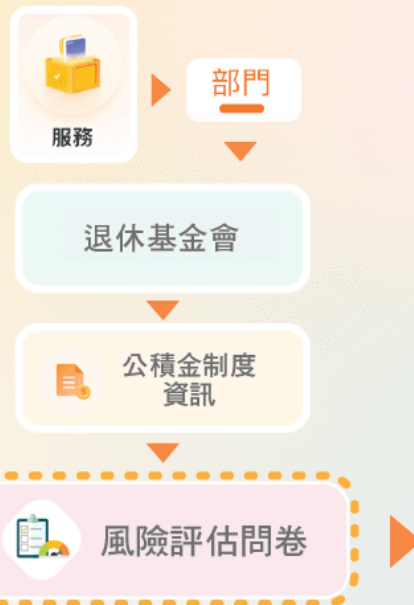 服務
部門
退休基金會
公積金制度
資訊
風險評估問卷